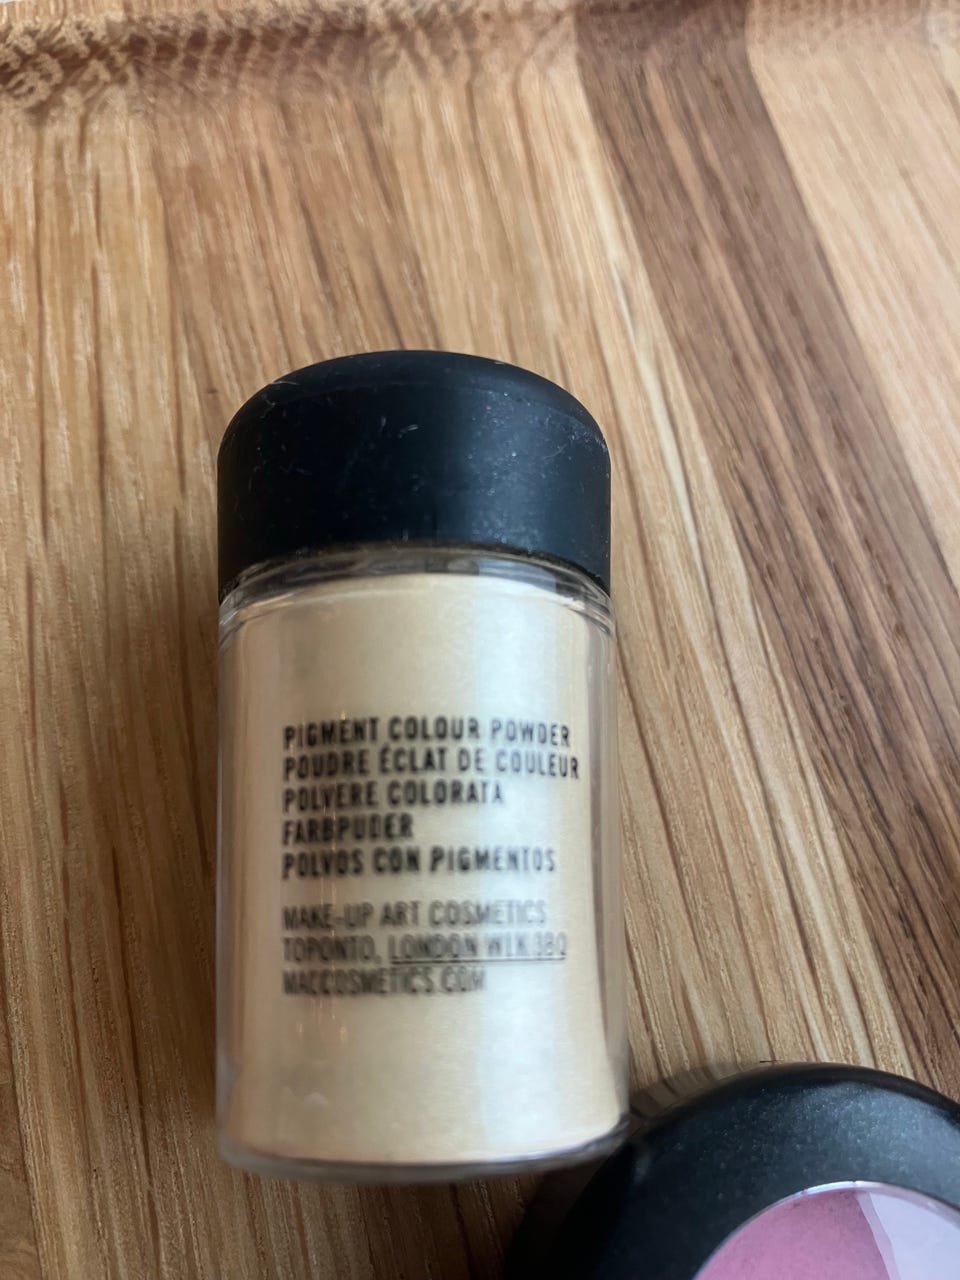 PIGMENT COLOUR POWDER
POUDRE ÉCLAT DE COULEUR
POLVERE COLORATA
FARBPUDER
POLVOS CON PIGMENTOS
MAKE-UP ART COSMETICS
TORONTO, LONDON W1K 3BQ
MACCOSMETICS.COM